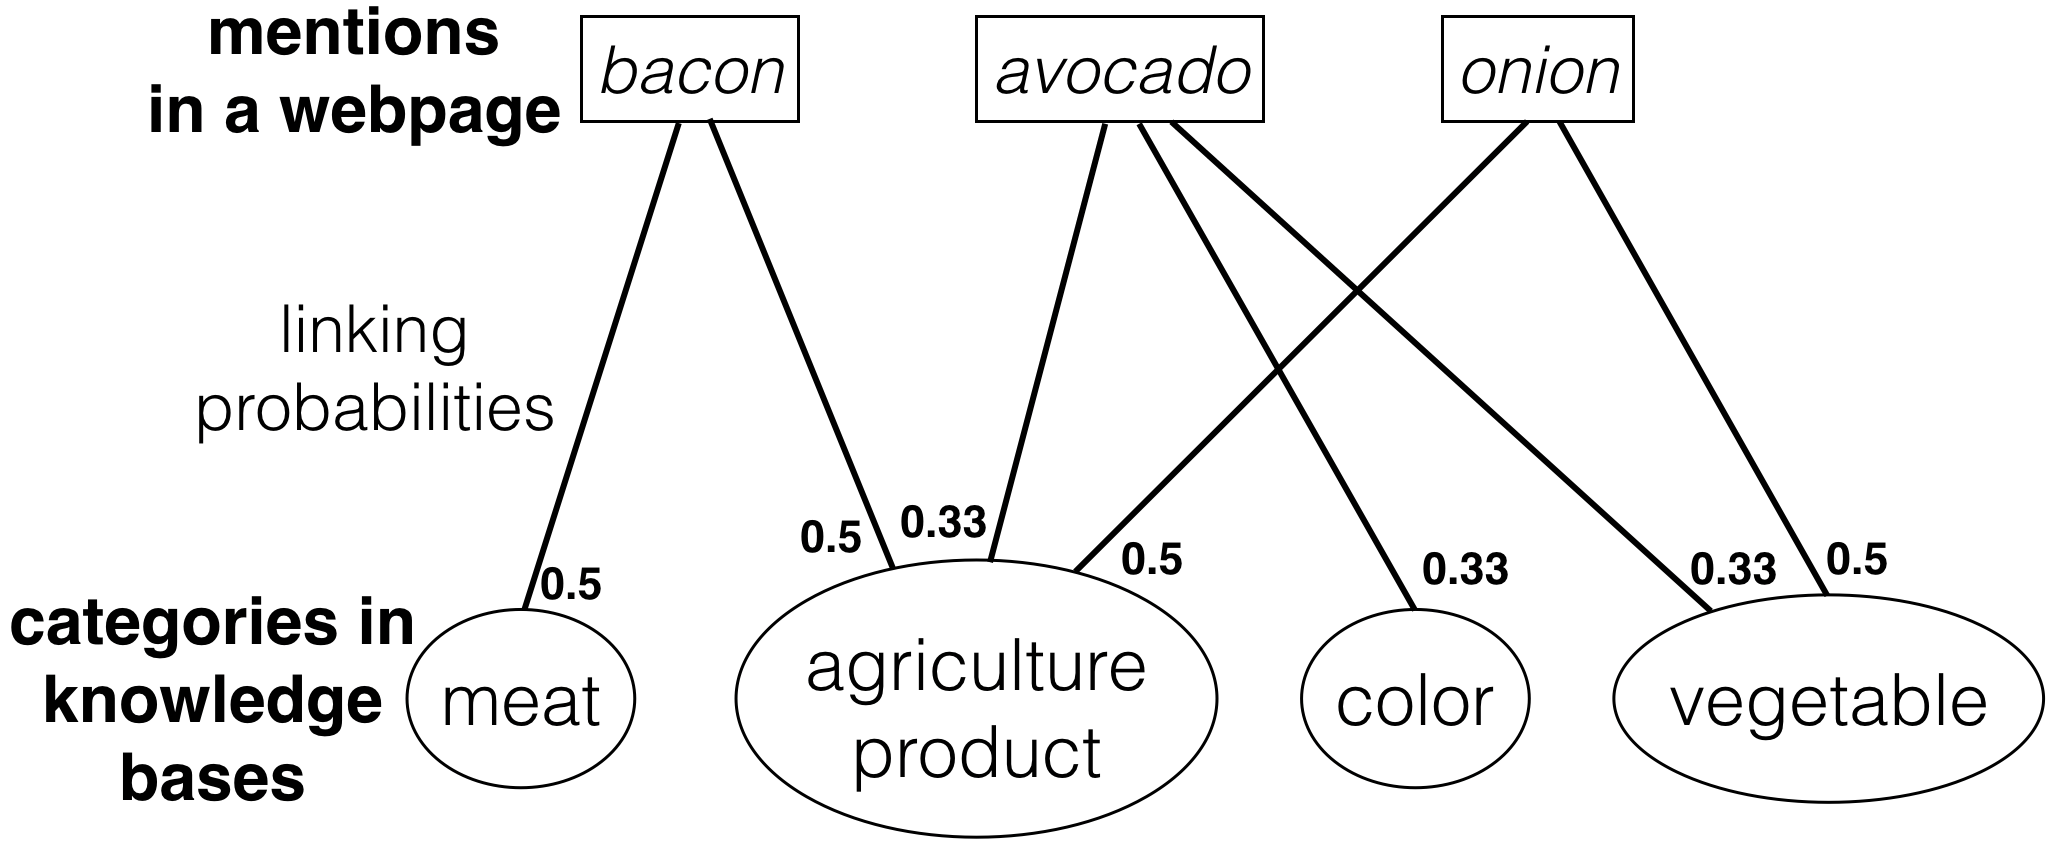 mentions
in a webpage
bacon
avocado
onion
linking
probabilities
0.5
0.5
0.33
0.5
0.33
0.33
0.5
categories in
knowledge
bases
meat
agriculture
product
color
vegetable